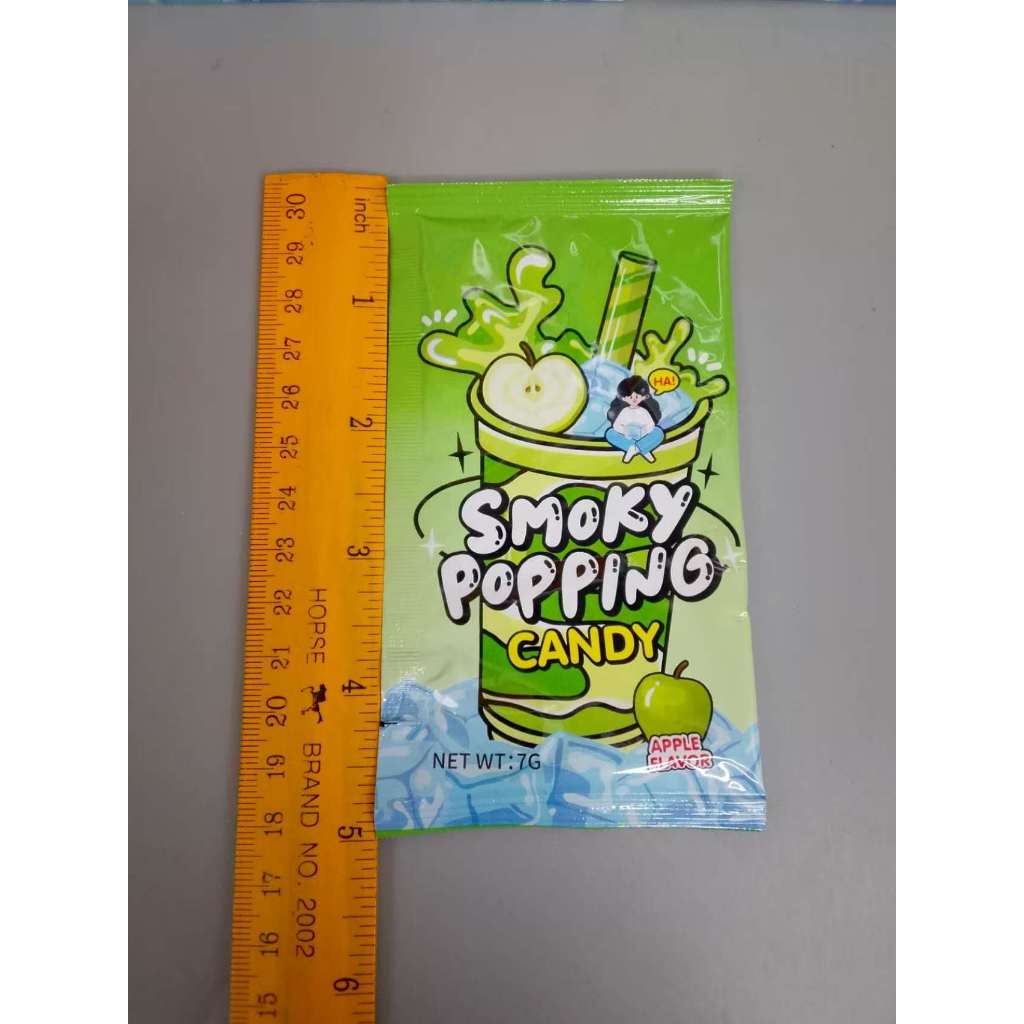 inch
1
2
3
4
5
6
30
29
28
27
26
25
24
23
22
21
20
19
18
17
16
15
HORSE BRAND NO. 2002
HA!
SMOKY
POPPING
CANDY
NET WT:7G
APPLE
FLAVOR